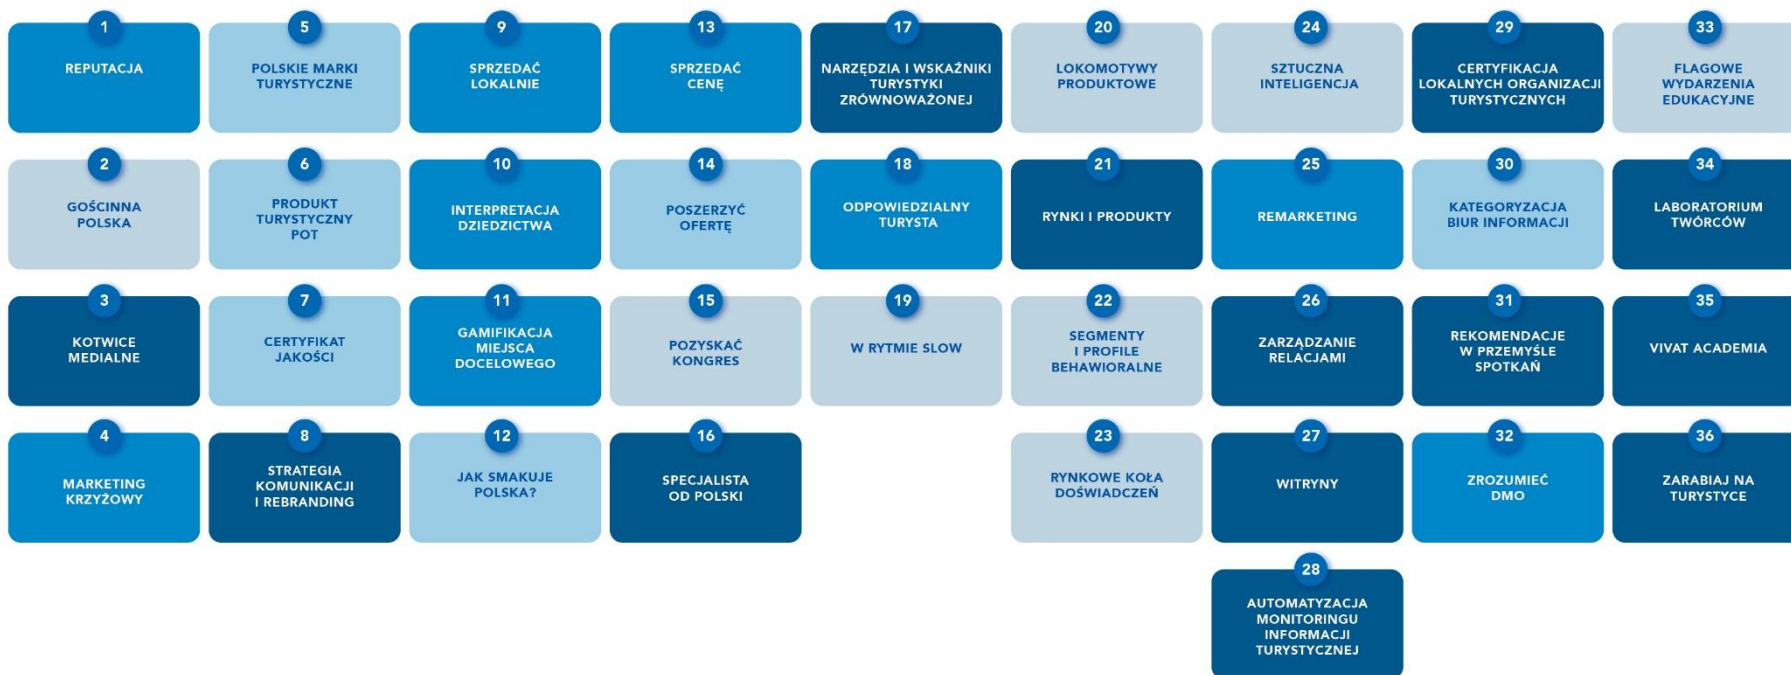 1
REPUTACJA
2
GOŚCINNA
POLSKA
3
KOTWICE
MEDIALNE
4
MARKETING
KRZYŻOWY
5
POLSKIE MARKI
TURYSTYCZNE
6
PRODUKT
TURYSTYCZNY
POT
7
CERTYFIKAT
JAKOŚCI
8
STRATEGIA
KOMUNIKACJI
I REBRANDING
9
SPRZEDAĆ
LOKALNIE
10
INTERPRETACJA
DZIEDZICTWA
11
GAMIFIKACJA
MIEJSCA
DOCELOWEGO
12
JAK SMAKUJE
POLSKA?
13
SPRZEDAĆ
CENĘ
14
POSZERZYĆ
OFERTĘ
15
POZYSKAĆ
KONGRES
16
SPECJALISTA
OD POLSKI
17
NARZĘDZIA I WSKAŹNIKI
TURYSTYKI
ZRÓWNOWAŻONEJ
18
ODPOWIEDZIALNY
TURYSTA
19
W RYTMIE SLOW
20
LOKOMOTYWY
PRODUKTOWE
21
RYNKI I PRODUKTY
22
SEGMENTY
I PROFILE
BEHAWIORALNE
23
RYNKOWE KOŁA
DOŚWIADCZEŃ
24
SZTUCZNA
INTELIGENCJA
25
REMARKETING
26
ZARZĄDZANIE
RELACJAMI
27
WITRYNY
28
AUTOMATYZACJA
MONITORINGU
INFORMACJI
TURYSTYCZNEJ
29
CERTYFIKACJA
LOKALNYCH ORGANIZACJI
TURYSTYCZNYCH
30
KATEGORYZACJA
BIUR INFORMACJI
31
REKOMENDACJE
W PRZEMYŚLE
SPOTKAŃ
32
ZROZUMIEĆ
DMO
33
FLAGOWE
WYDARZENIA
EDUKACYJNE
34
LABORATORIUM
TWÓRCÓW
35
VIVAT ACADEMIA
36
ZARABIAJ NA
TURYSTYCE